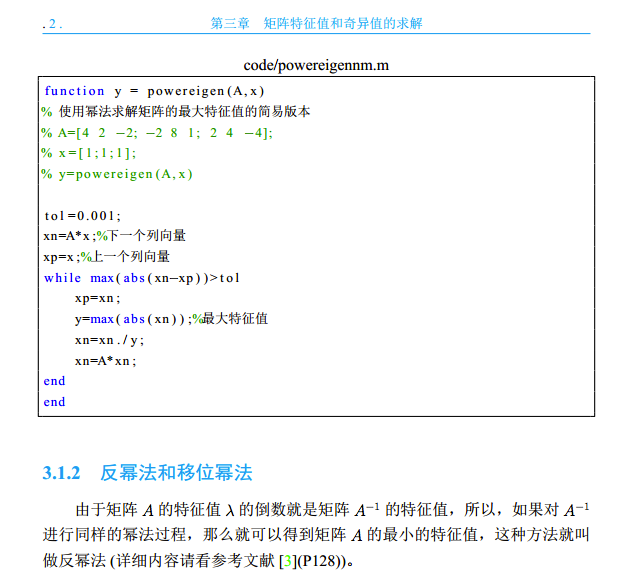 . 2 .
第三章 矩阵特征值和奇异值的求解
code/powereigennm.m
function y = powereigen(A,x)
% 使用幂法求解矩阵的最大特征值的简易版本
% A=[4 2 −2; −2 8 1; 2 4 −4];
% x=[1;1;1];
% y=powereigen(A,x)
tol=0.001;
xn=A*x;%下一个列向量
xp=x;%上一个列向量
while max(abs(xn−xp))>tol
xp=xn;
y=max(abs(xn));%最大特征值
xn=xn./y;
xn=A*xn;
end
end
3.1.2 反幂法和移位幂法
由于矩阵 A 的特征值 λ 的倒数就是矩阵 A⁻¹ 的特征值，所以，如果对 A⁻¹
进行同样的幂法过程，那么就可以得到矩阵 A 的最小的特征值，这种方法就叫
做反幂法 (详细内容请看参考文献 [3](P128))。